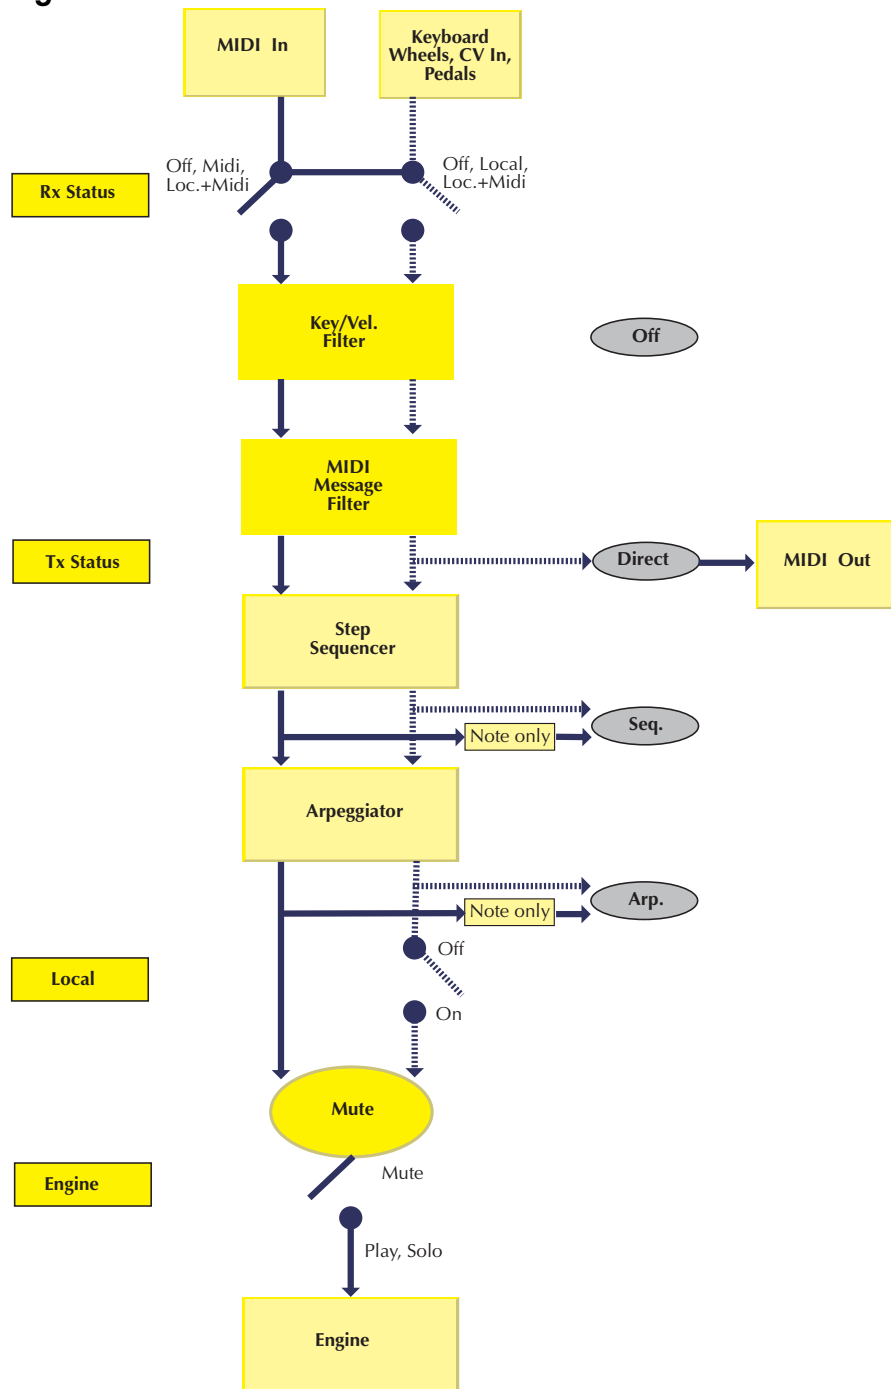 g
MIDI In
Keyboard
Wheels, CV In,
Pedals
Off, Midi,
Loc.+Midi
Off, Local,
Loc.+Midi
Rx Status
Key/Vel.
Filter
Off
MIDI
Message
Filter
Tx Status
Direct
MIDI Out
Step
Sequencer
Seq.
Note only
Arpeggiator
Arp.
Note only
Off
Local
On
Mute
Mute
Engine
Play, Solo
Engine